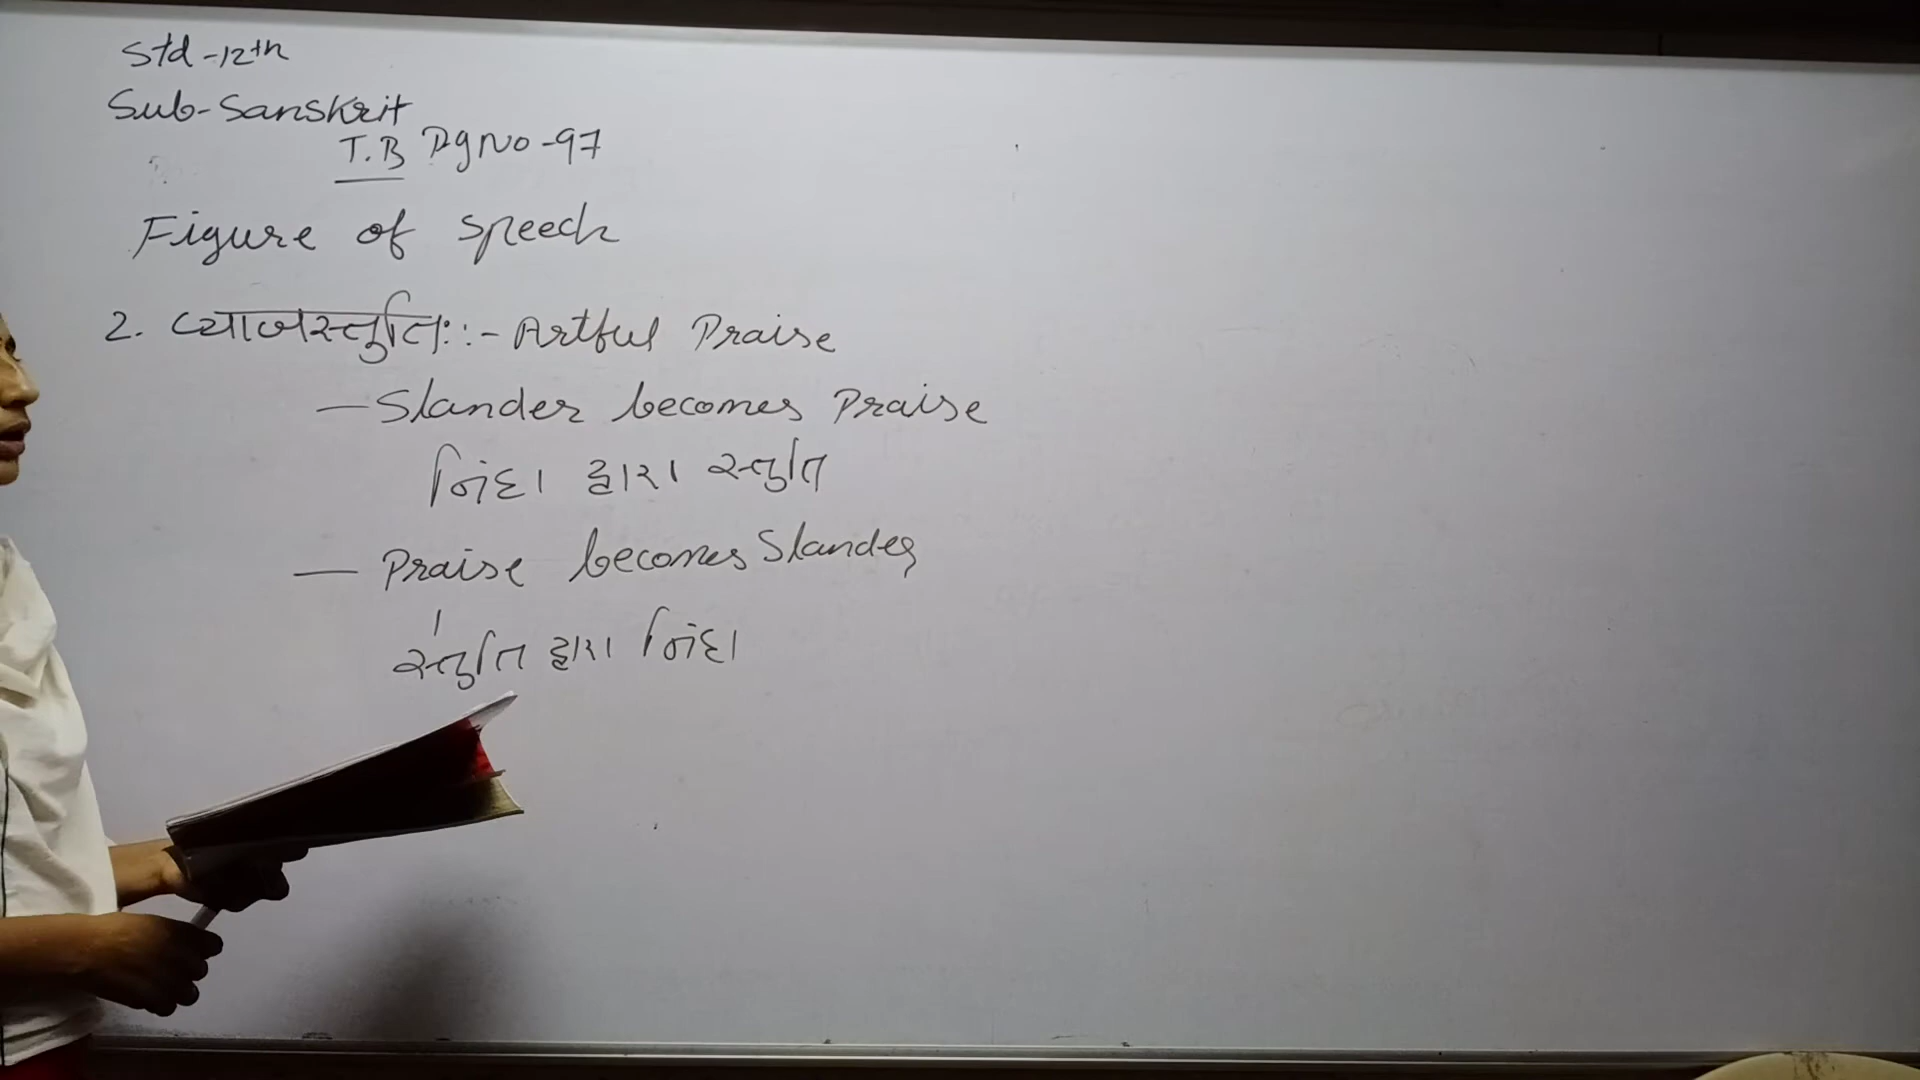 Std-12th
Sub-Sanskrit
T.B Pg No-97
Figure of speech
2. व्याजस्तुतिः :- Artful Praise
— Slander becomes Praise
નિંદા દ્વારા સ્તુતિ
— Praise becomes Slander
સ્તુતિ દ્વારા નિંદા